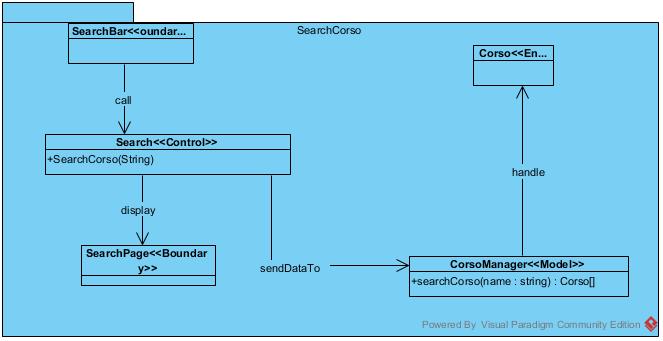 SearchCorso
SearchBar<<oundar...
Corso<<En...
call
Search<<Control>>
+SearchCorso(String)
handle
display
SearchPage<<Boundar
y>>
sendDataTo
CorsoManager<<Model>>
+searchCorso(name : string) : Corso[]
Powered By Visual Paradigm Community Edition